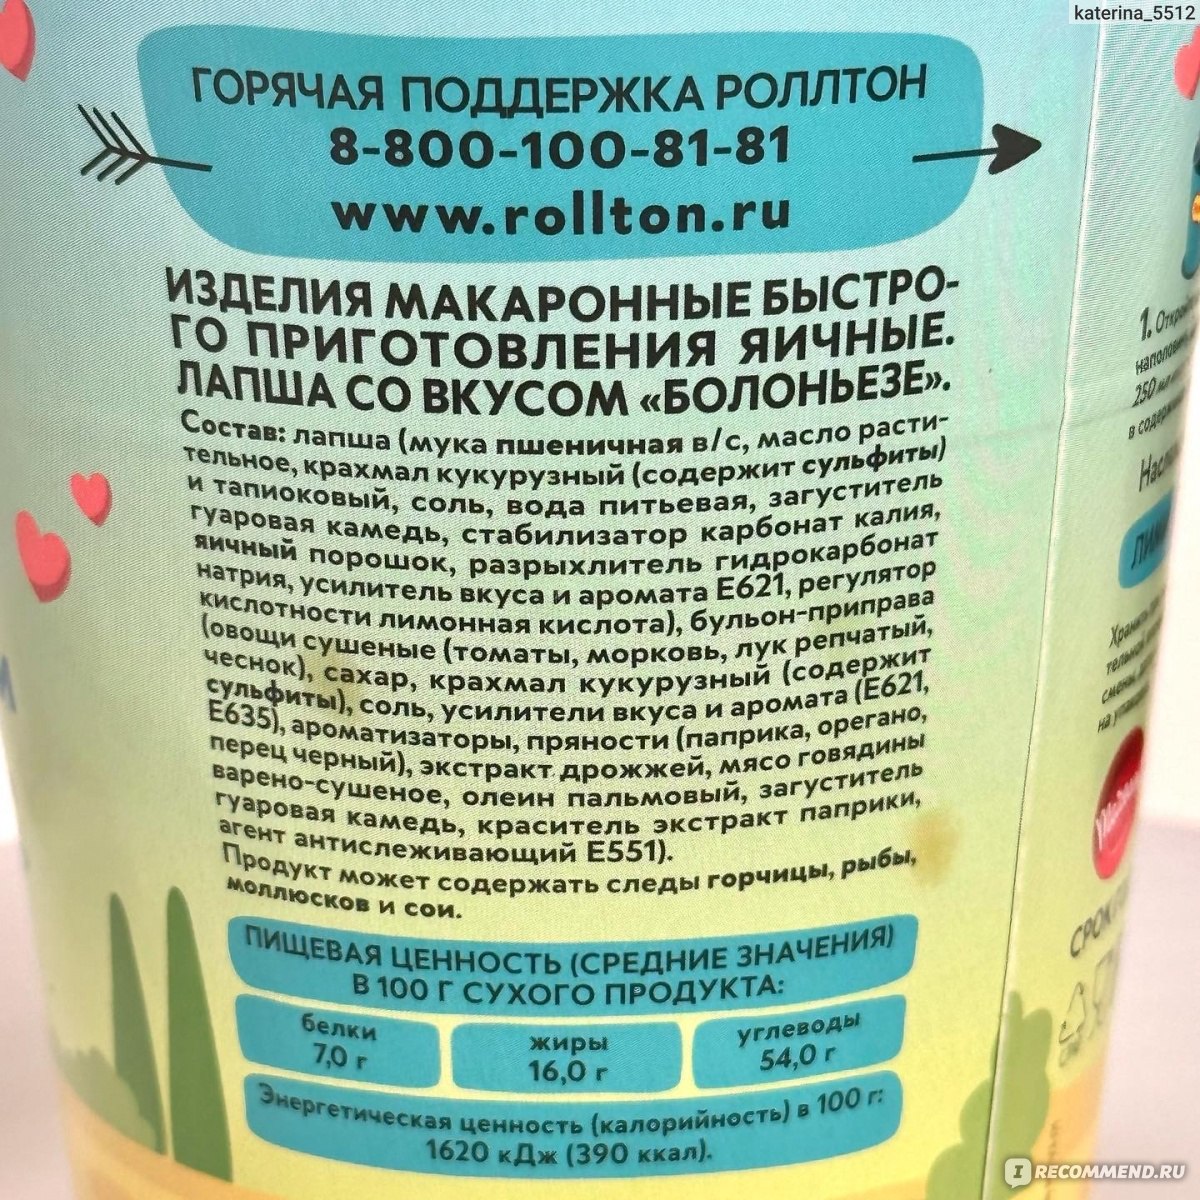 katerina_5512
ГОРЯЧАЯ ПОДДЕРЖКА РОЛЛТОН
8-800-100-81-81
www.rollton.ru
ИЗДЕЛИЯ МАКАРОННЫЕ БЫСТРО-
ГО ПРИГОТОВЛЕНИЯ ЯИЧНЫЕ.
ЛАПША СО ВКУСОМ «БОЛОНЬЕЗЕ».
Состав: лапша (мука пшеничная в/с, масло расти-
тельное, крахмал кукурузный (содержит сульфиты)
и тапиоковый, соль, вода питьевая, загуститель
гуаровая камедь, стабилизатор карбонат калия,
яичный порошок, разрыхлитель гидрокарбонат
натрия, усилитель вкуса и аромата Е621, регулятор
кислотности лимонная кислота), бульон-приправа
(овощи сушеные (томаты, морковь, лук репчатый,
чеснок), сахар, крахмал кукурузный (содержит
сульфиты), соль, усилители вкуса и аромата (Е621,
Е635), ароматизаторы, пряности (паприка, орегано,
перец черный), экстракт дрожжей, мясо говядины
варено-сушеное, олеин пальмовый, загуститель
гуаровая камедь, краситель экстракт паприки,
агент антислеживающий Е551).
Продукт может содержать следы горчицы, рыбы,
моллюсков и сои.
ПИЩЕВАЯ ЦЕННОСТЬ (СРЕДНИЕ ЗНАЧЕНИЯ)
В 100 Г СУХОГО ПРОДУКТА:
белки
7,0 г
жиры
16,0 г
углеводы
54,0 г
Энергетическая ценность (калорийность) в 100 г:
1620 кДж (390 ккал).
1.
250 мл
в
на
СРОК
I RECOMMEND.RU